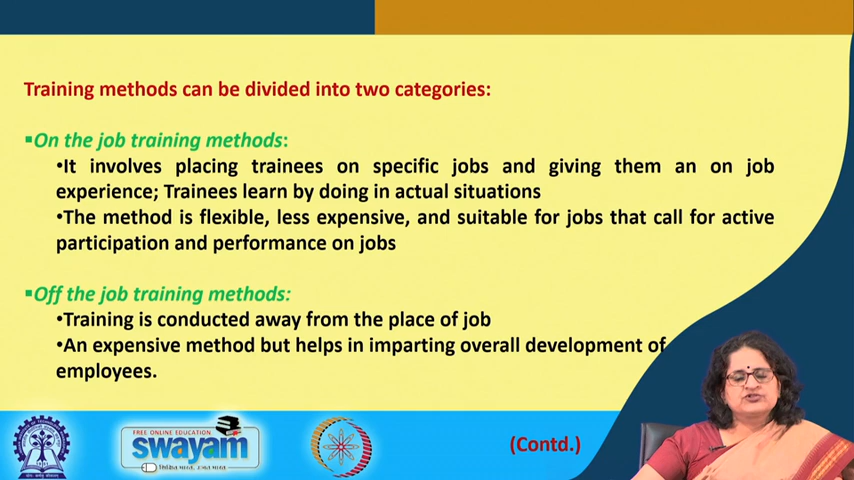 Training methods can be divided into two categories:
▪On the job training methods:
•It involves placing trainees on specific jobs and giving them an on job
experience; Trainees learn by doing in actual situations
•The method is flexible, less expensive, and suitable for jobs that call for active
participation and performance on jobs
▪Off the job training methods:
•Training is conducted away from the place of job
•An expensive method but helps in imparting overall development of
employees.
FREE ONLINE EDUCATION
swayam
(Contd.)